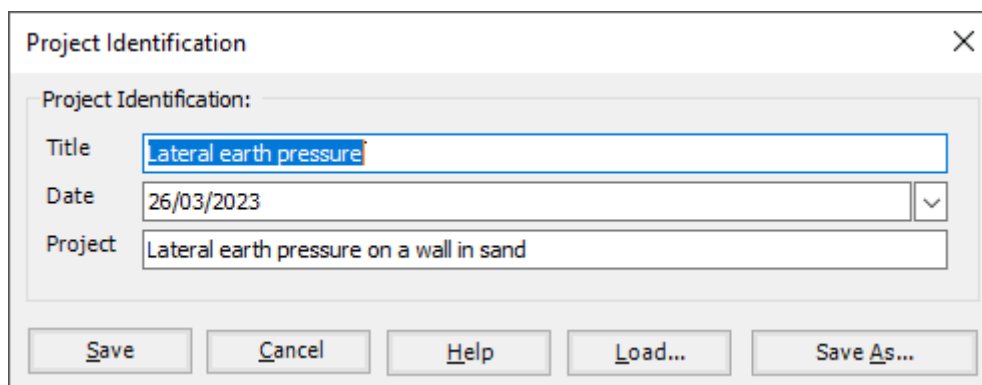 Project Identification
Project Identification:
Title Lateral earth pressure
Date 26/03/2023
Project Lateral earth pressure on a wall in sand
Save Cancel Help Load... Save As...